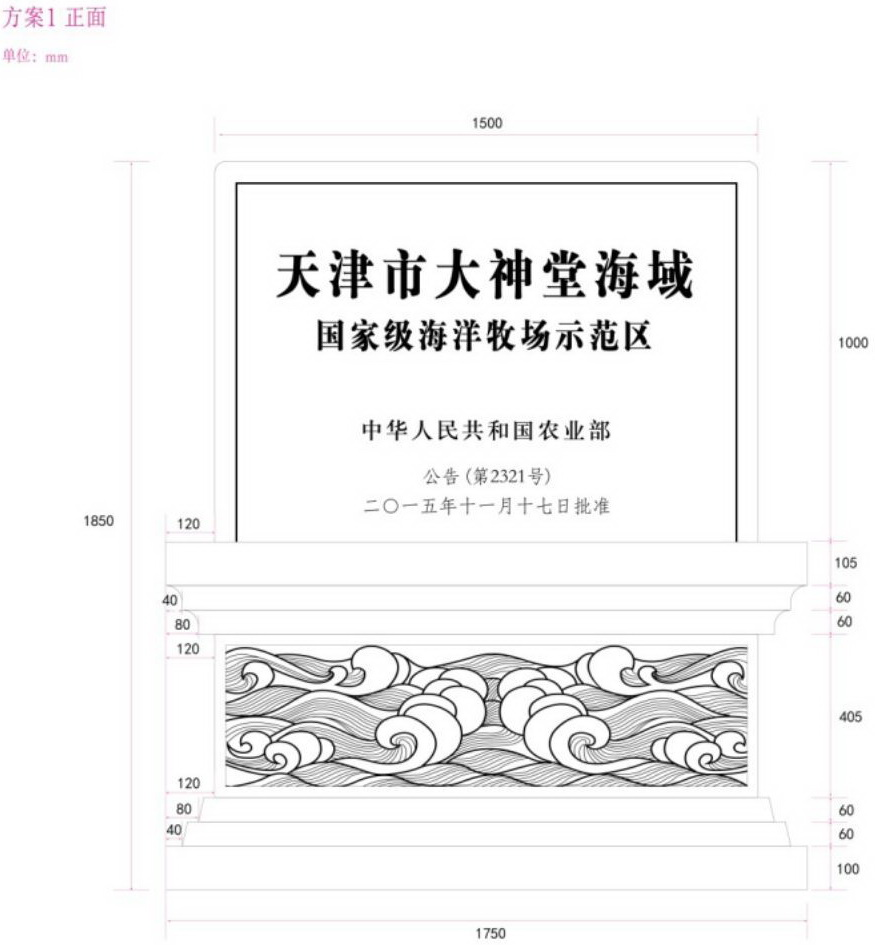 方案1 正面
单位：mm
1500
天津市大神堂海域
国家级海洋牧场示范区
1000
中华人民共和国农业部
公告（第2321号）
二〇一五年十一月十七日批准
1850
120
105
40
60
80
60
120
405
120
80
60
40
60
100
1750